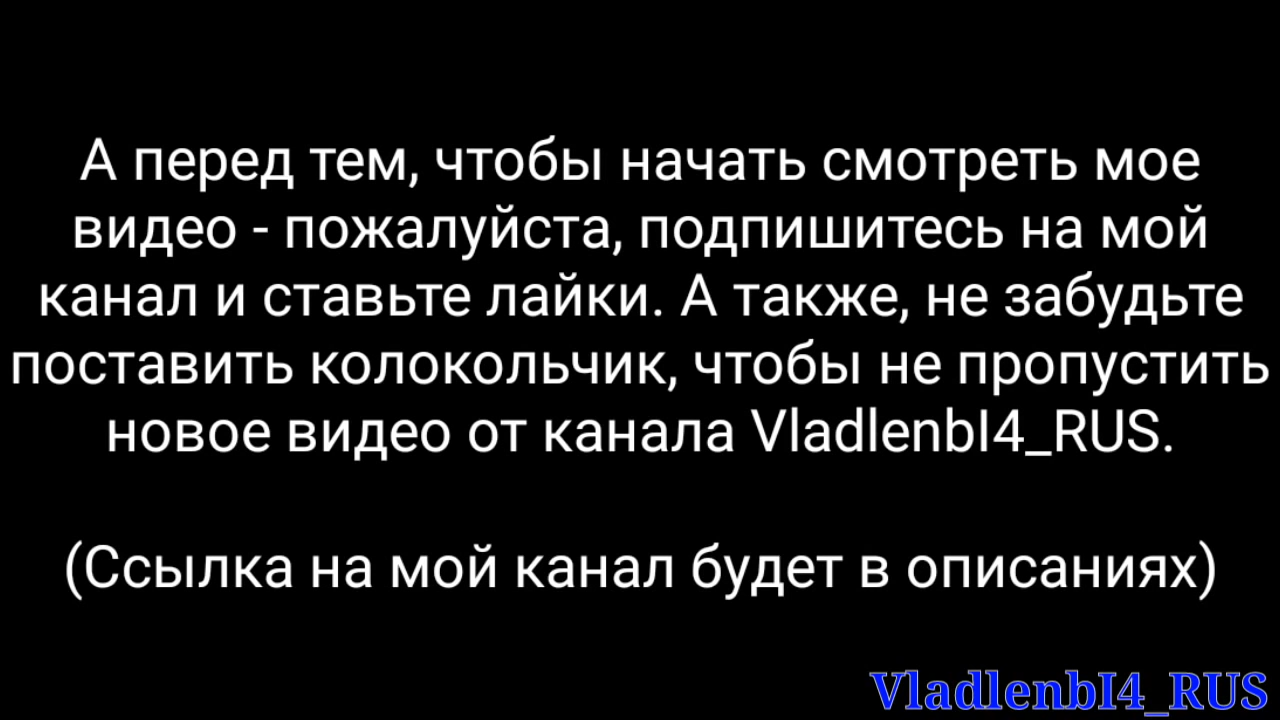 А перед тем, чтобы начать смотреть мое
видео - пожалуйста, подпишитесь на мой
канал и ставьте лайки. А также, не забудьте
поставить колокольчик, чтобы не пропустить
новое видео от канала VladlenbI4_RUS.
(Ссылка на мой канал будет в описаниях)
VladlenbI4_RUS